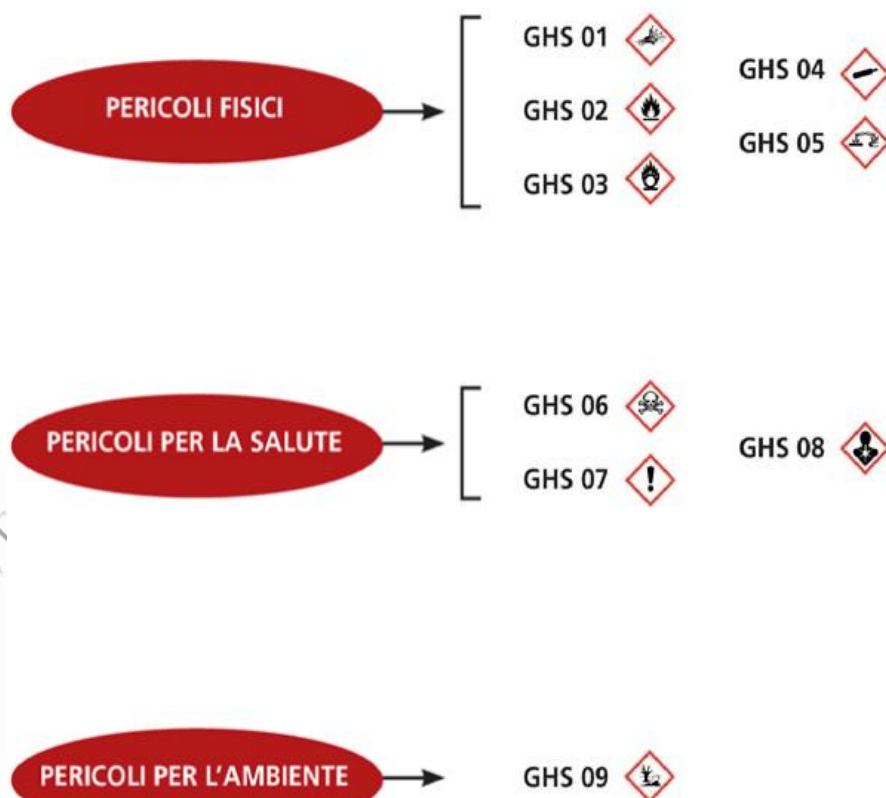 PERICOLI FISICI
GHS 01
GHS 02
GHS 03
GHS 04
GHS 05
PERICOLI PER LA SALUTE
GHS 06
GHS 07
GHS 08
PERICOLI PER L'AMBIENTE
GHS 09